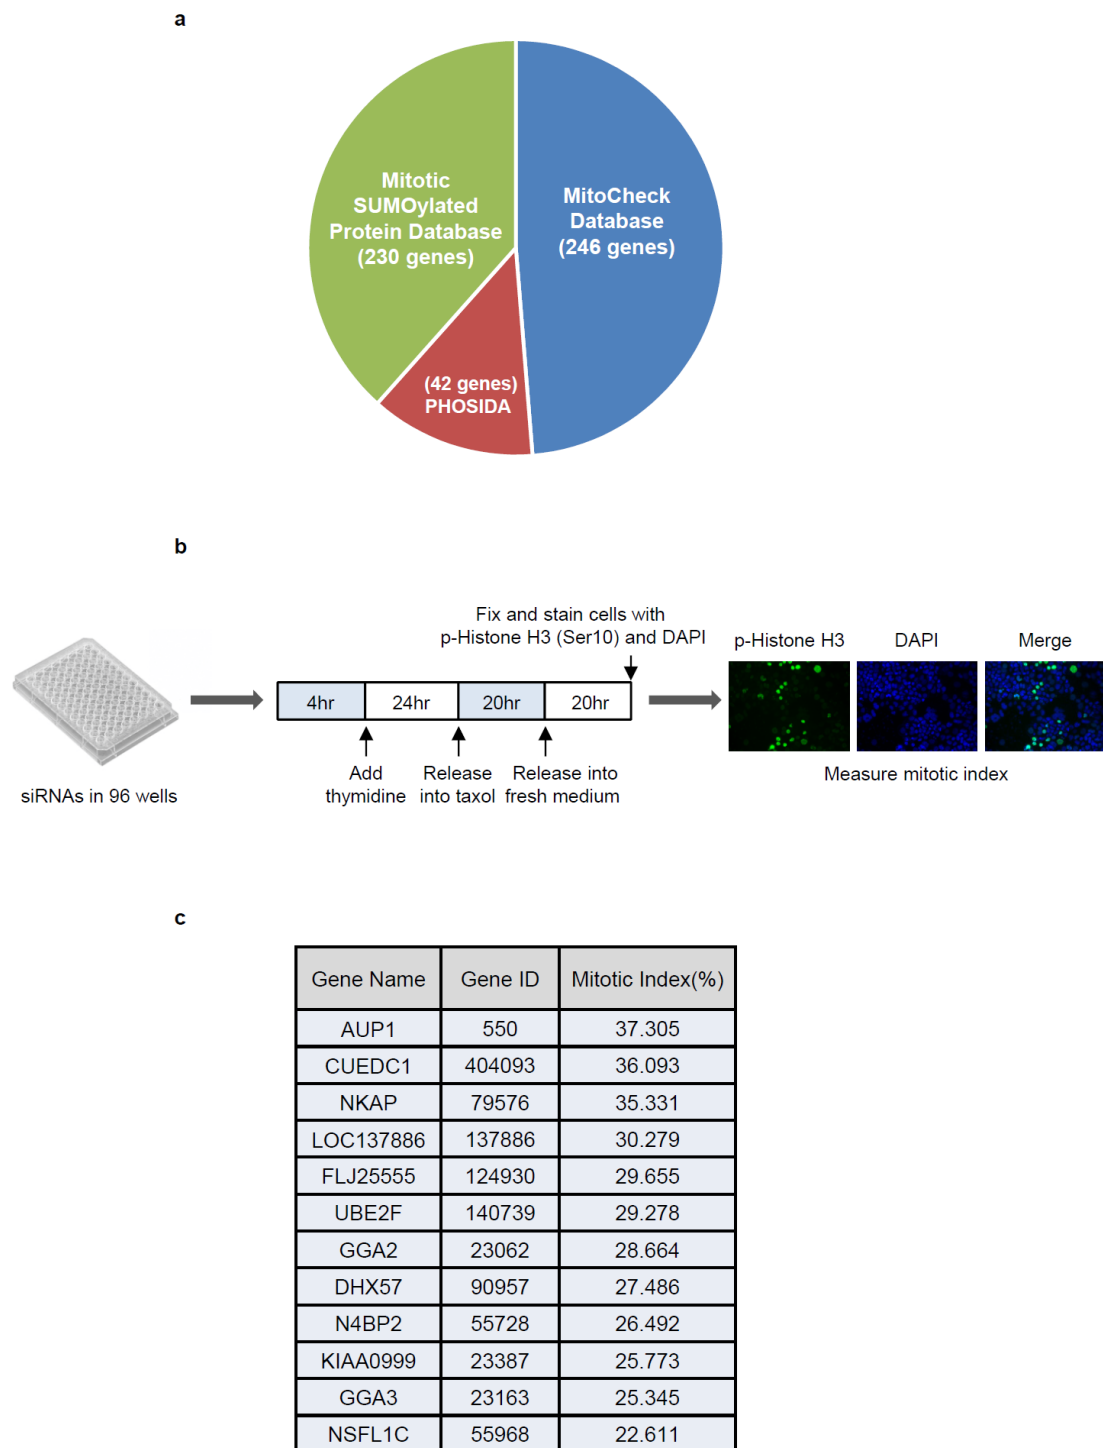 a
Mitotic
SUMOylated
Protein Database
(230 genes)
MitoCheck
Database
(246 genes)
(42 genes)
PHOSIDA
b
Fix and stain cells with
p-Histone H3 (Ser10) and DAPI
p-Histone H3 DAPI Merge
4hr 24hr 20hr 20hr
siRNAs in 96 wells
Add
thymidine
Release
into taxol
Release into
fresh medium
Measure mitotic index
c
Gene Name Gene ID Mitotic Index(%)
AUP1 550 37.305
CUEDC1 404093 36.093
NKAP 79576 35.331
LOC137886 137886 30.279
FLJ25555 124930 29.655
UBE2F 140739 29.278
GGA2 23062 28.664
DHX57 90957 27.486
N4BP2 55728 26.492
KIAA0999 23387 25.773
GGA3 23163 25.345
NSFL1C 55968 22.611